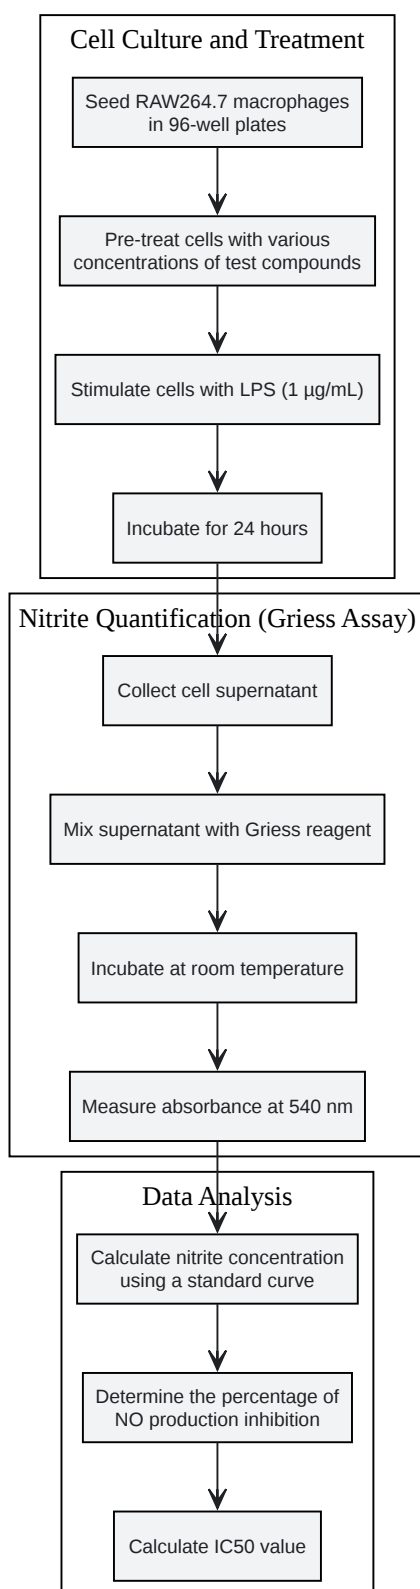 Cell Culture and Treatment
Seed RAW264.7 macrophages
in 96-well plates
Pre-treat cells with various
concentrations of test compounds
Stimulate cells with LPS (1 µg/mL)
Incubate for 24 hours
Nitrite Quantification (Griess Assay)
Collect cell supernatant
Mix supernatant with Griess reagent
Incubate at room temperature
Measure absorbance at 540 nm
Data Analysis
Calculate nitrite concentration
using a standard curve
Determine the percentage of
NO production inhibition
Calculate IC50 value